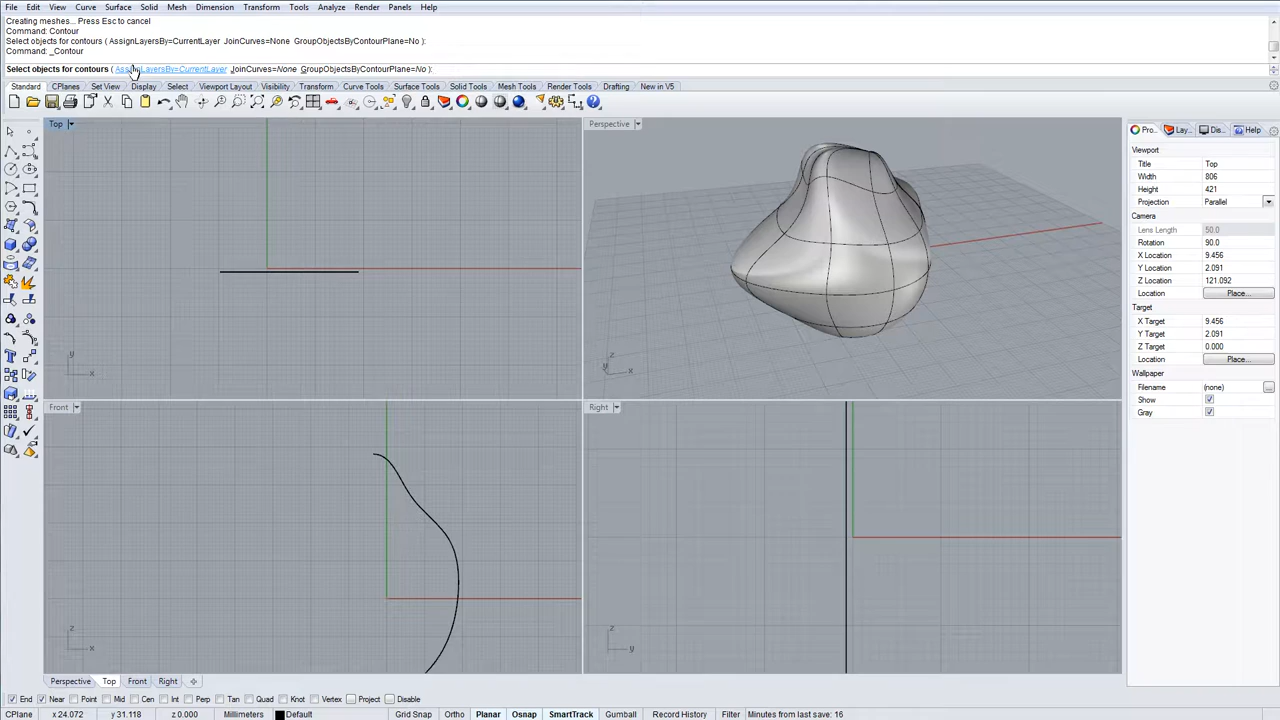 File Edit View Curve Surface Solid Mesh Dimension Transform Tools Analyze Render Panels Help
Creating meshes... Press Esc to cancel
Command: Contour
Select objects for contours ( AssignLayersBy=CurrentLayer JoinCurves=None GroupObjectsByContourPlane=No ):
Command: _Contour
Select objects for contours ( AssignLayersBy=CurrentLayer JoinCurves=None GroupObjectsByContourPlane=No ):
Standard CPlanes Set View Display Select Viewport Layout Visibility Transform Curve Tools Surface Tools Solid Tools Mesh Tools Render Tools Drafting New in V5
Top Perspective Pro... Lay... Dis... Help
Viewport
Title Top
Width 806
Height 421
Projection Parallel
Camera
Lens Length 50.0
Rotation 90.0
X Location 9.456
Y Location 2.091
Z Location 121.092
Location Place...
Target
X Target 9.456
Y Target 2.091
Z Target 0.000
Location Place...
Wallpaper
Filename (none) ...
Show
Gray
y x
z y x
Front Right
z x
z y
Perspective Top Front Right
End Near Point Mid Cen Int Perp Tan Quad Knot Vertex Project Disable
CPlane x 24.072 y 31.118 z 0.000 Millimeters Default Grid Snap Ortho Planar Osnap SmartTrack Gumball Record History Filter Minutes from last save: 16